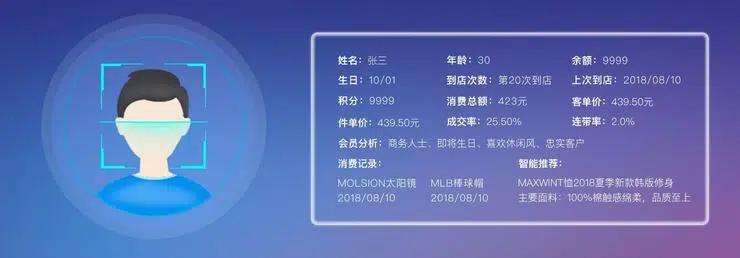 姓名：张三 年龄：30 余额：9999
生日：10/01 到店次数：第20次到店 上次到店：2018/08/10
积分：9999 消费总额：423元 客单价：439.50元
件单价：439.50元 成交率：25.50% 连带率：2.0%
会员分析：商务人士、即将生日、喜欢休闲风、忠实客户
消费记录： 智能推荐：
MOLSION太阳镜 MLB棒球帽 MAXWINT恤2018夏季新款韩版修身
2018/08/10 2018/08/10 主要面料：100%棉触感绵柔，品质至上